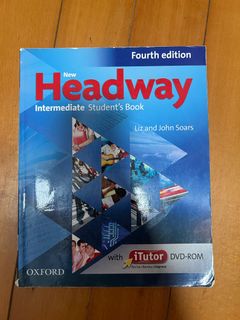 Fourth edition
New
Headway
Intermediate Student's Book
Liz and John Soars
with iTutor DVD-ROM
OXFORD